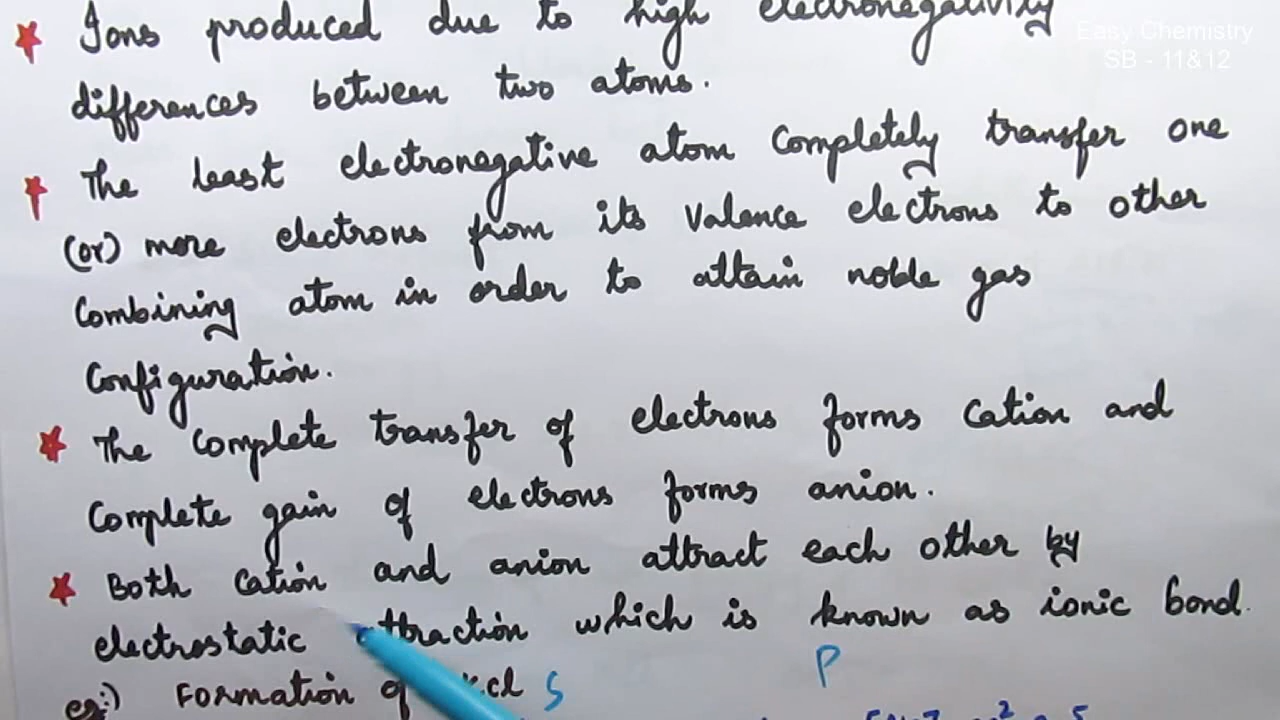 Ions produced due to high electronegativity
Easy Chemistry
SB - 11&12
differences between two atoms.
The least electronegative atom completely transfer one
(or) more electrons from its valence electrons to other
combining atom in order to attain noble gas
configuration.
The complete transfer of electrons forms cation and
complete gain of electrons forms anion.
Both cation and anion attract each other by
electrostatic attraction which is known as ionic bond.
eg:) Formation of KCl S
P